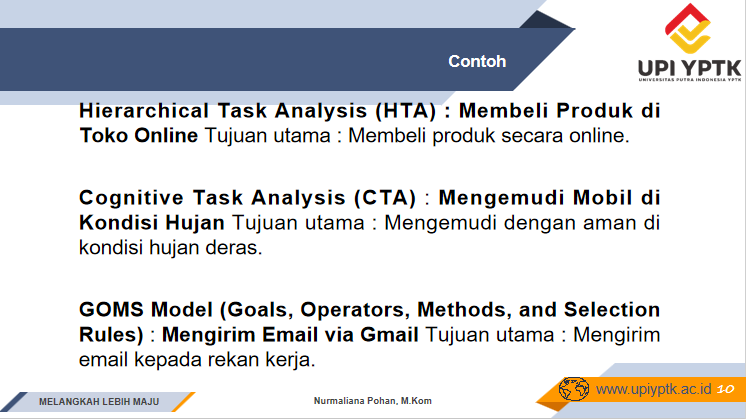 Contoh
UPI YPTK
UNIVERSITAS PUTRA INDONESIA YPTK
Hierarchical Task Analysis (HTA) : Membeli Produk di
Toko Online Tujuan utama : Membeli produk secara online.
Cognitive Task Analysis (CTA) : Mengemudi Mobil di
Kondisi Hujan Tujuan utama : Mengemudi dengan aman di
kondisi hujan deras.
GOMS Model (Goals, Operators, Methods, and Selection
Rules) : Mengirim Email via Gmail Tujuan utama : Mengirim
email kepada rekan kerja.
MELANGKAH LEBIH MAJU
Nurmaliana Pohan, M.Kom
www.upiyptk.ac.id 10